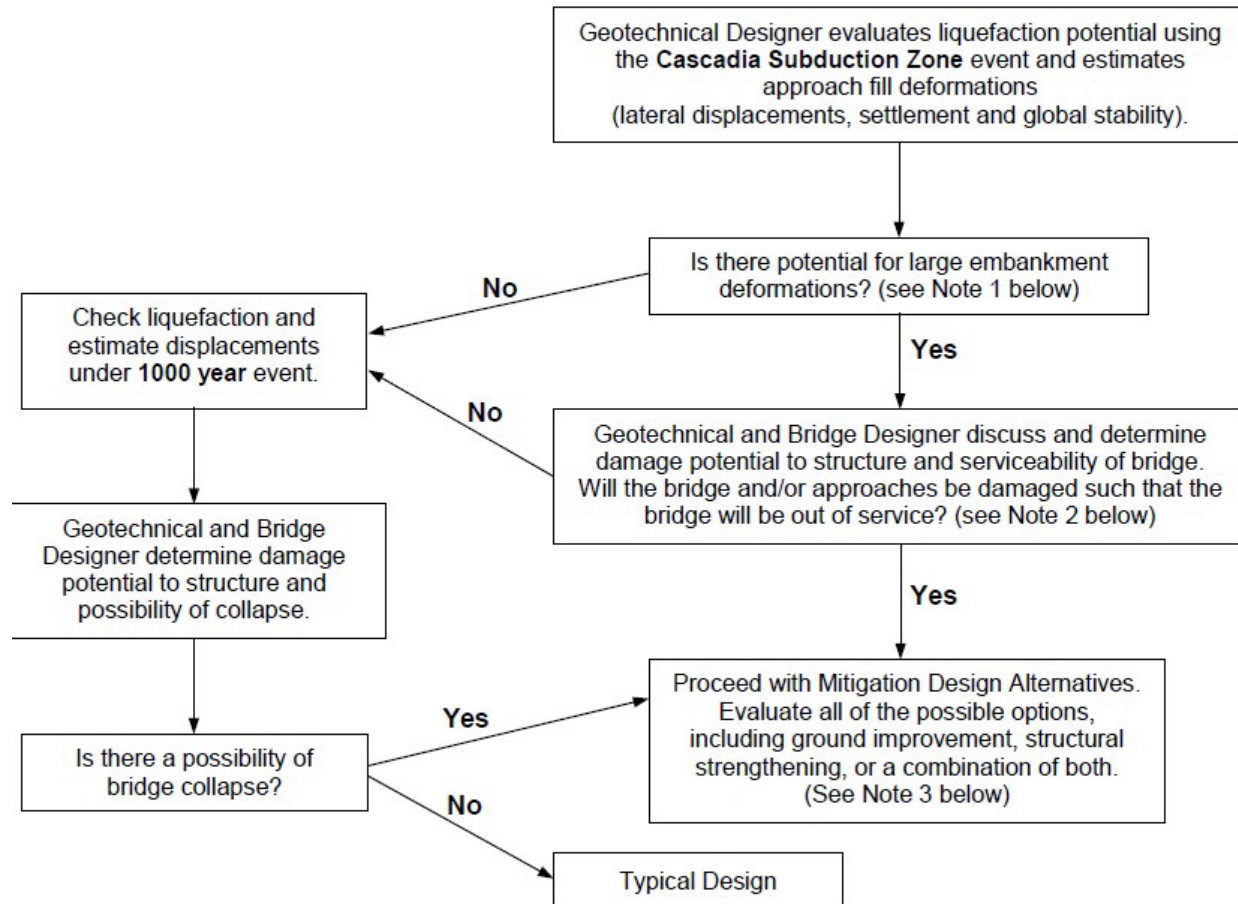 Geotechnical Designer evaluates liquefaction potential using
the Cascadia Subduction Zone event and estimates
approach fill deformations
(lateral displacements, settlement and global stability).
Is there potential for large embankment
deformations? (see Note 1 below)
No
Yes
Check liquefaction and
estimate displacements
under 1000 year event.
No
Geotechnical and Bridge Designer discuss and determine
damage potential to structure and serviceability of bridge.
Will the bridge and/or approaches be damaged such that the
bridge will be out of service? (see Note 2 below)
Yes
Geotechnical and Bridge
Designer determine damage
potential to structure and
possibility of collapse.
Is there a possibility of
bridge collapse?
Yes
No
Proceed with Mitigation Design Alternatives.
Evaluate all of the possible options,
including ground improvement, structural
strengthening, or a combination of both.
(See Note 3 below)
Typical Design